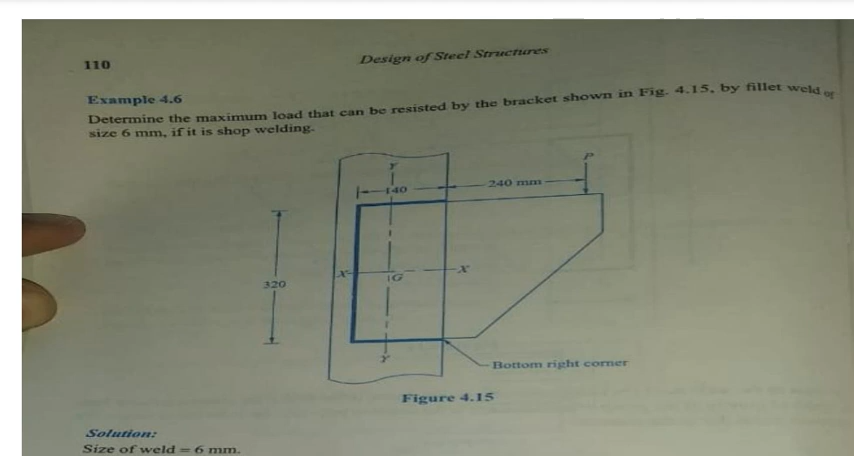 110
Design of Steel Structures
Example 4.6
Determine the maximum load that can be resisted by the bracket shown in Fig. 4.15, by fillet weld of
size 6 mm, if it is shop welding.
P
Y
140
240 mm
X
G
X
320
Y
Bottom right corner
Figure 4.15
Solution:
Size of weld = 6 mm.